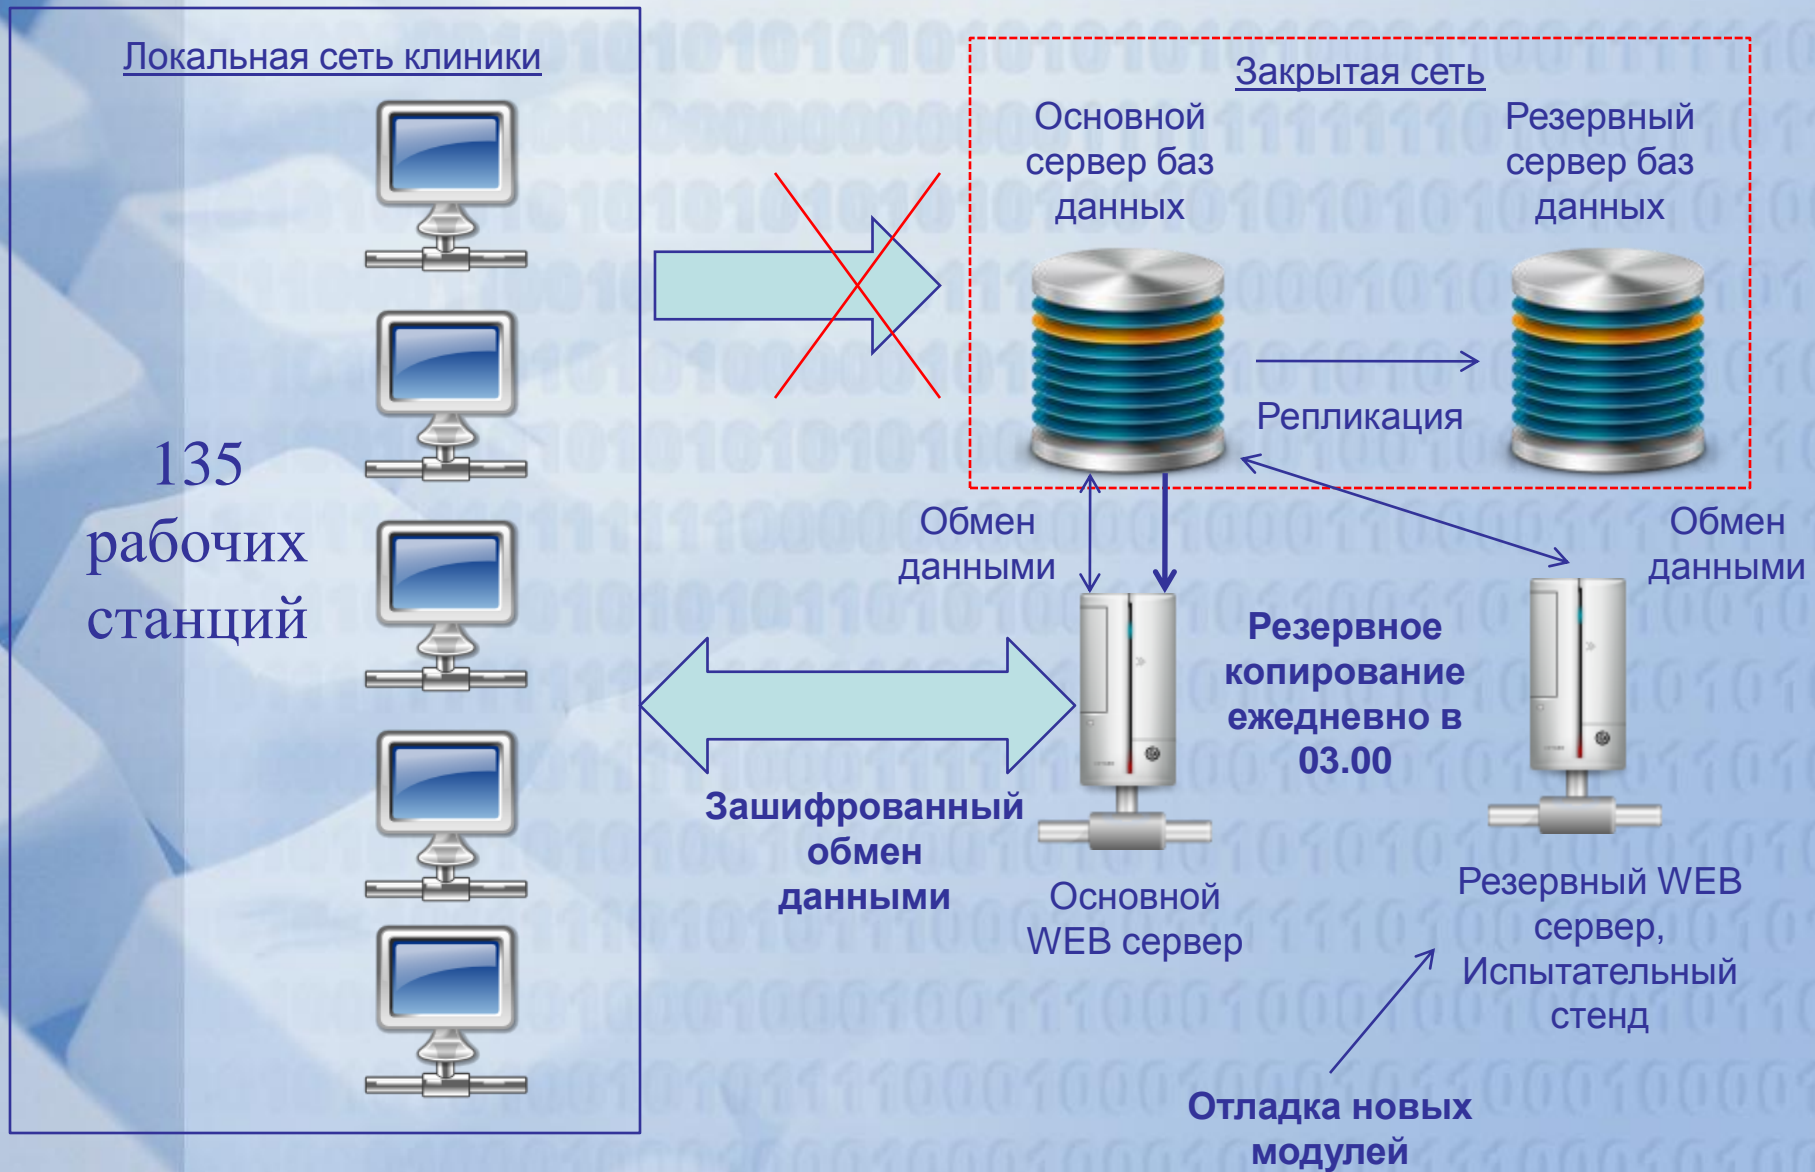 Локальная сеть клиники
135
рабочих
станций
Закрытая сеть
Основной
сервер баз
данных
Резервный
сервер баз
данных
Репликация
Обмен
данными
Обмен
данными
Резервное
копирование
ежедневно в
03.00
Зашифрованный
обмен
данными
Основной
WEB сервер
Резервный WEB
сервер,
Испытательный
стенд
Отладка новых
модулей